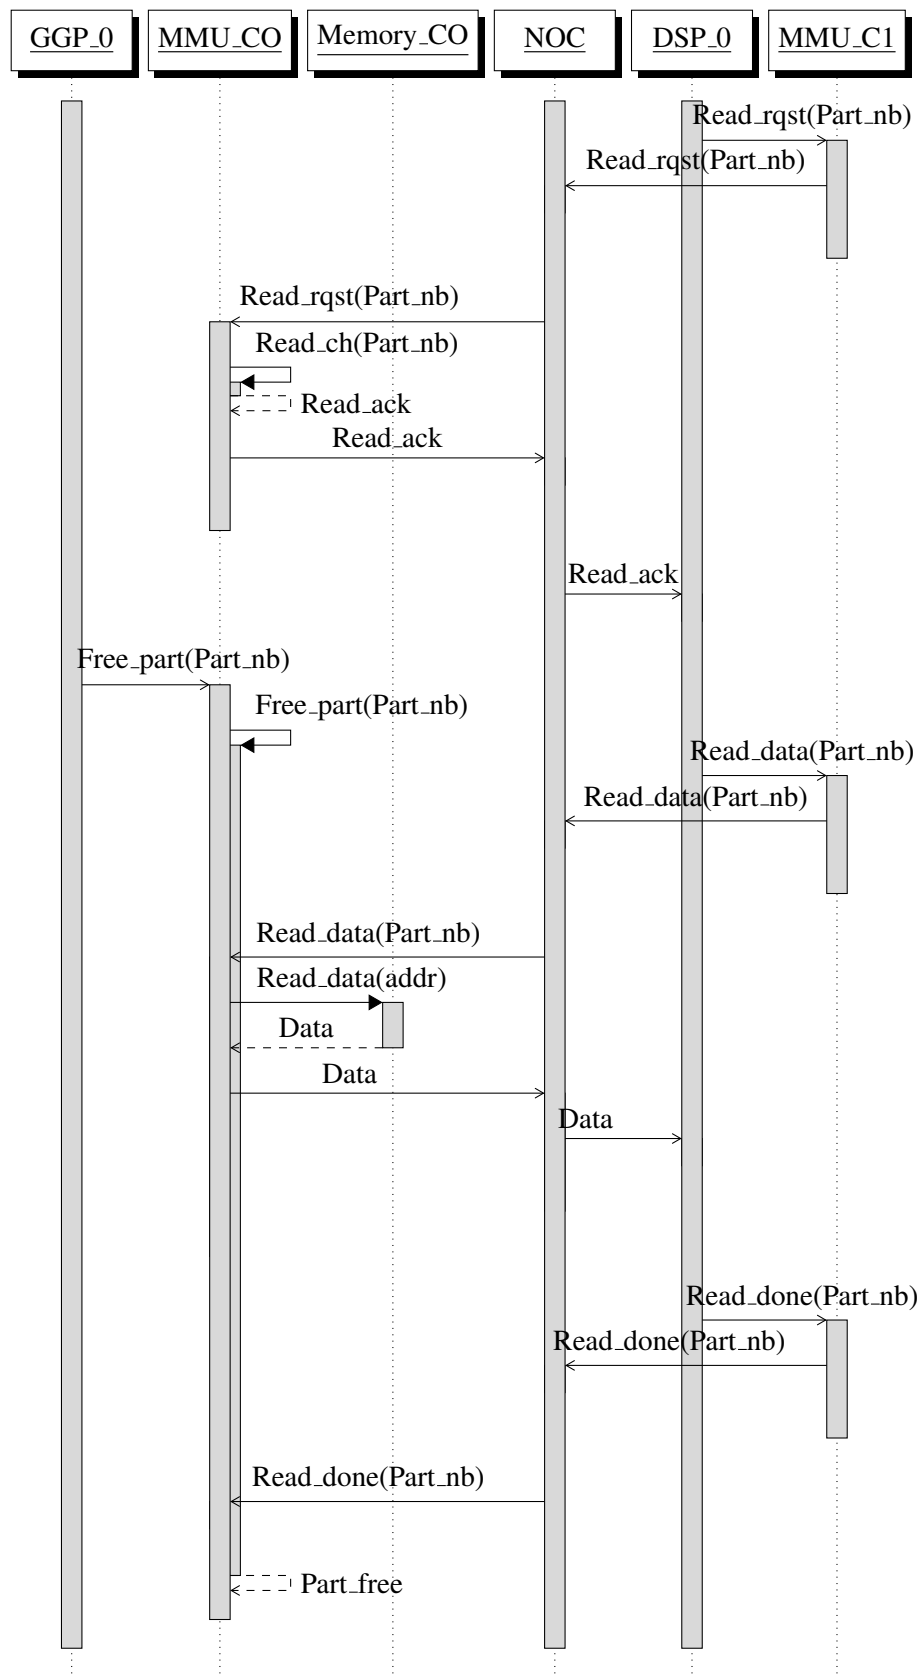 GGP_0
MMU_CO
Memory_CO
NOC
DSP_0
MMU_C1
Read_rqst(Part_nb)
Read_rqst(Part_nb)
Read_rqst(Part_nb)
Read_ch(Part_nb)
Read_ack
Read_ack
Read_ack
Free_part(Part_nb)
Free_part(Part_nb)
Read_data(Part_nb)
Read_data(Part_nb)
Read_data(Part_nb)
Read_data(addr)
Data
Data
Data
Read_done(Part_nb)
Read_done(Part_nb)
Read_done(Part_nb)
Part_free